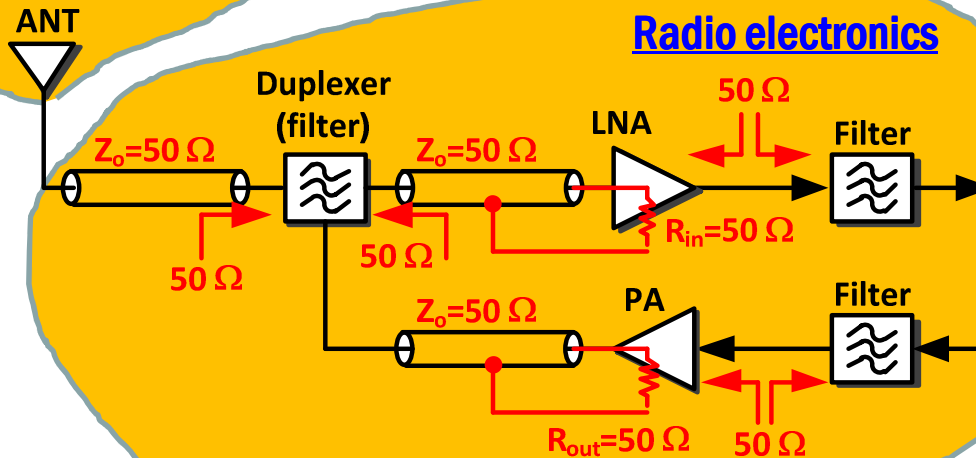 ANT
Radio electronics
Duplexer
(filter)
50 Ω
LNA
Filter
Zo=50 Ω
Zo=50 Ω
Rin=50 Ω
50 Ω
50 Ω
Zo=50 Ω
PA
Filter
Rout=50 Ω
50 Ω